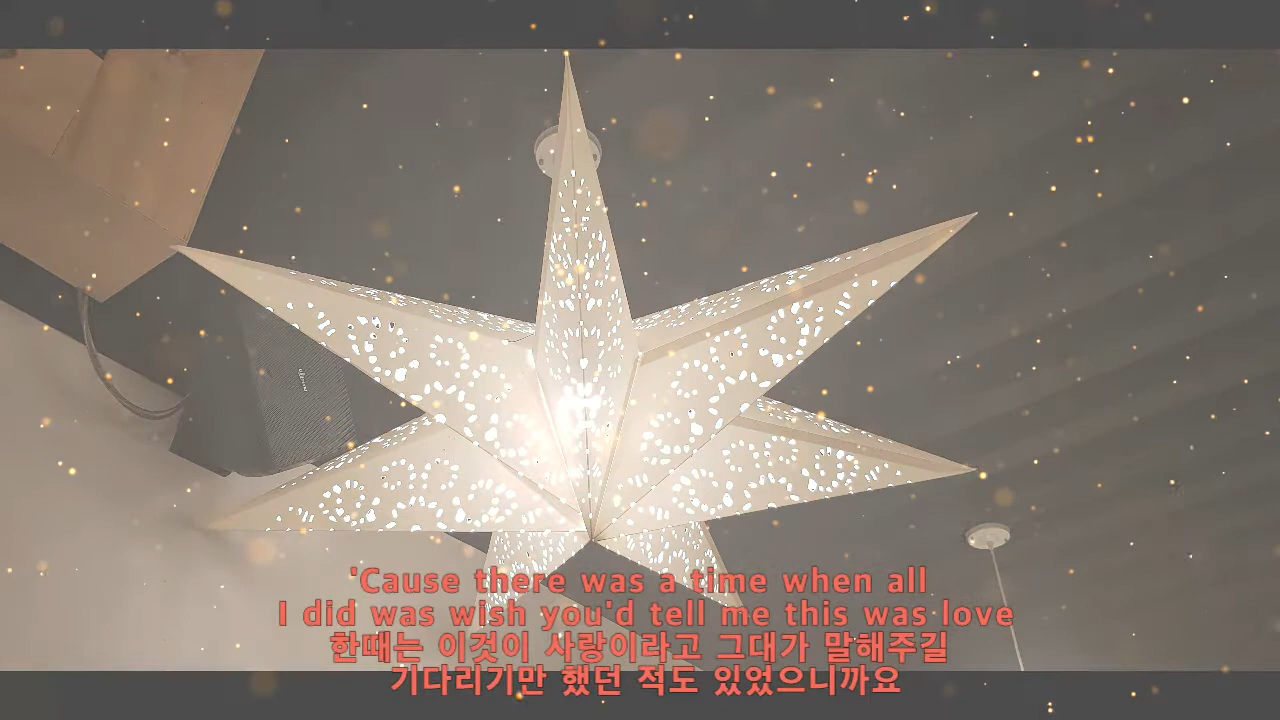 'Cause there was a time when all
I did was wish you'd tell me this was love
한때는 이것이 사랑이라고 그대가 말해주길
기다리기만 했던 적도 있었으니까요